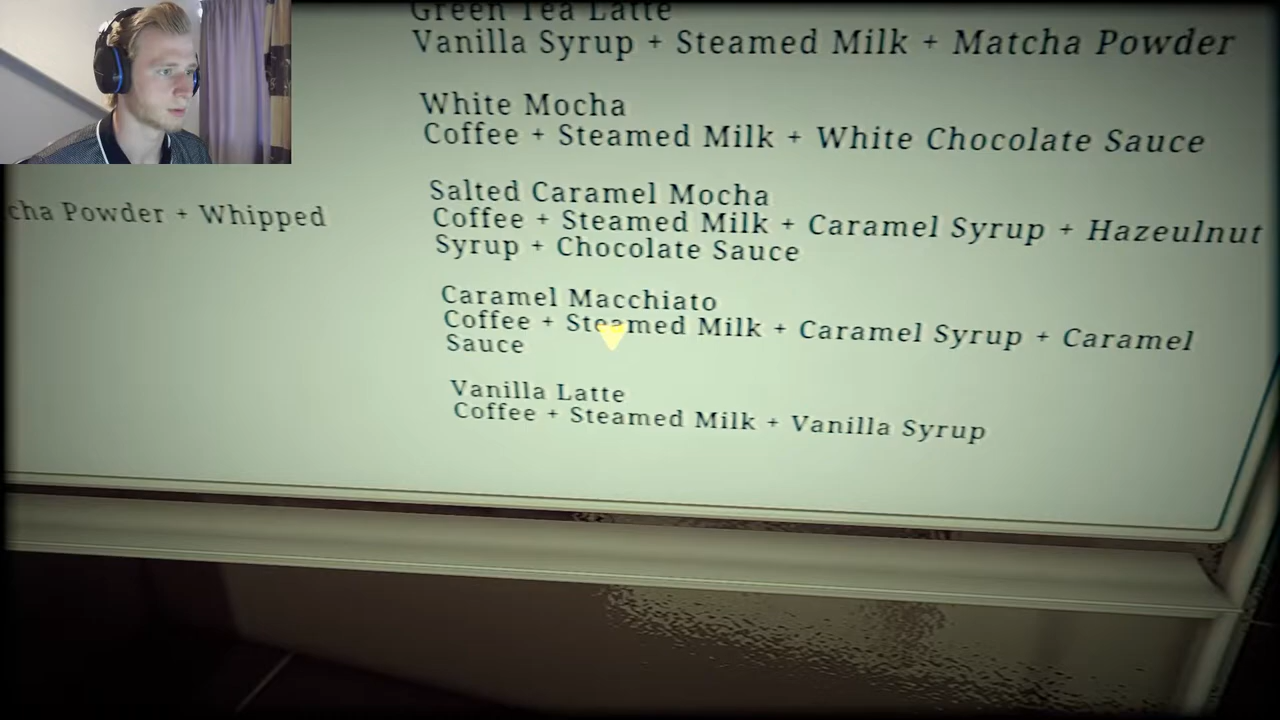 Green Tea Latte
Vanilla Syrup + Steamed Milk + Matcha Powder
White Mocha
Coffee + Steamed Milk + White Chocolate Sauce
Salted Caramel Mocha
Coffee + Steamed Milk + Caramel Syrup + Hazeulnut
Syrup + Chocolate Sauce
Caramel Macchiato
Coffee + Steamed Milk + Caramel Syrup + Caramel
Sauce
Vanilla Latte
Coffee + Steamed Milk + Vanilla Syrup
cha Powder + Whipped